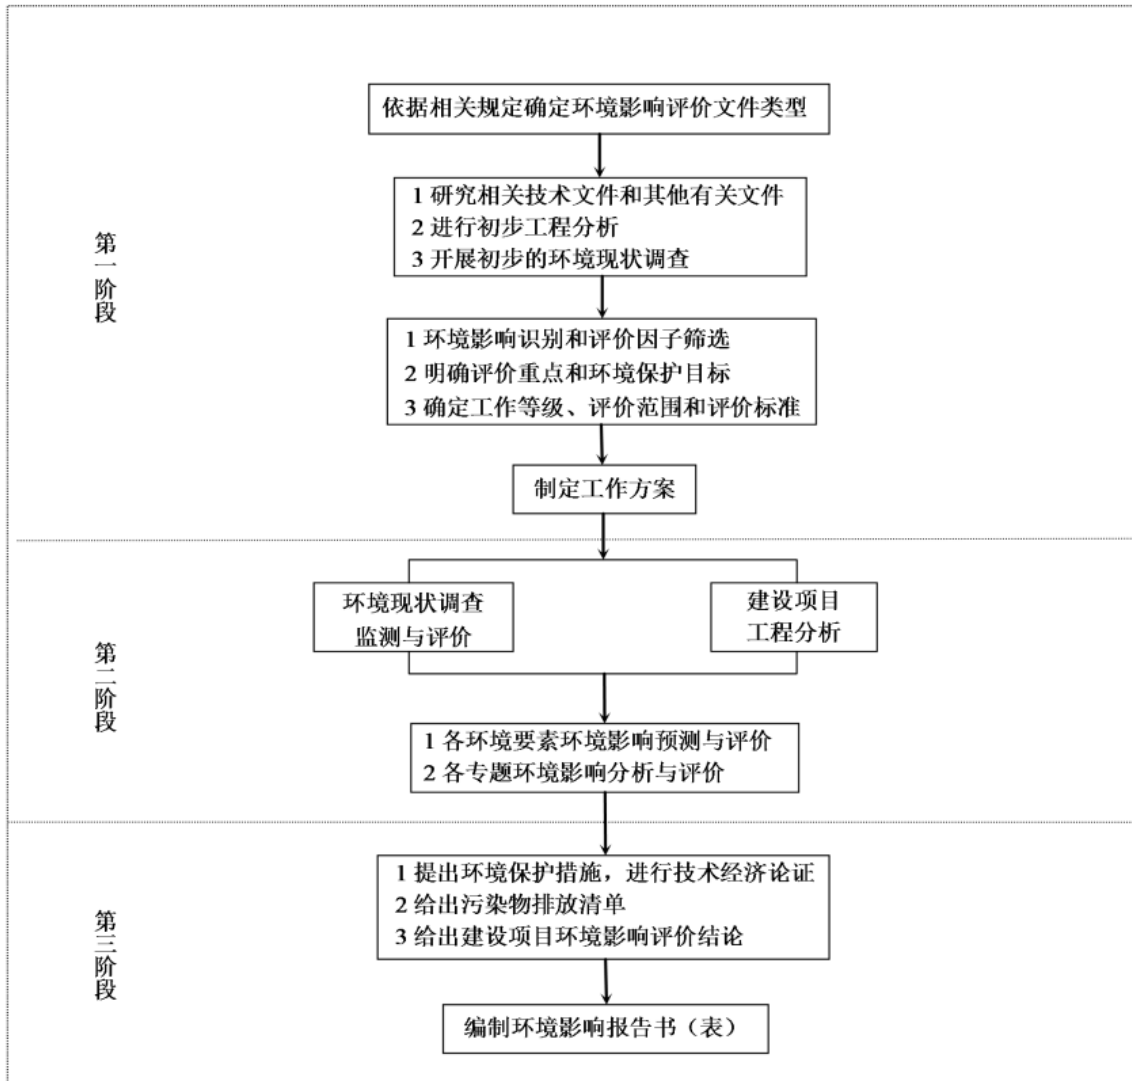 依据相关规定确定环境影响评价文件类型
1 研究相关技术文件和其他有关文件
2 进行初步工程分析
3 开展初步的环境现状调查
第一阶段
1 环境影响识别和评价因子筛选
2 明确评价重点和环境保护目标
3 确定工作等级、评价范围和评价标准
制定工作方案
环境现状调查
监测与评价
建设项目
工程分析
第二阶段
1 各环境要素环境影响预测与评价
2 各专题环境影响分析与评价
1 提出环境保护措施，进行技术经济论证
2 给出污染物排放清单
3 给出建设项目环境影响评价结论
第三阶段
编制环境影响报告书（表）